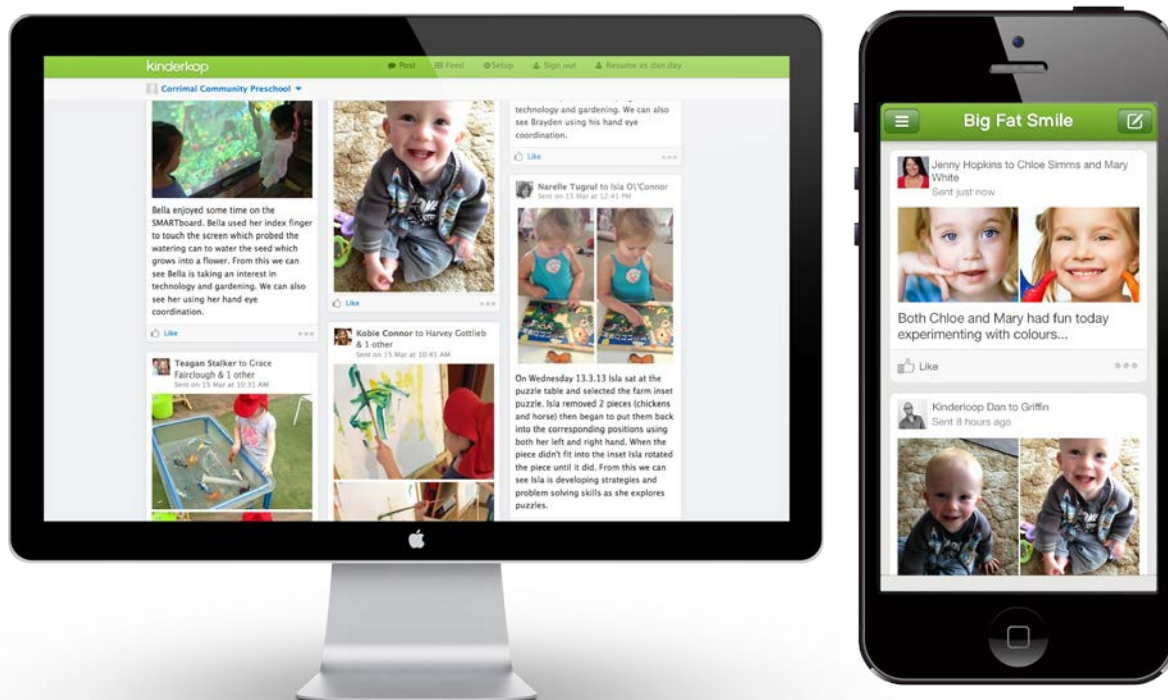 kinderloop
Post
Feed
Setup
Sign out
Resume as dan.day
Corrimal Community Preschool
Bella enjoyed some time on the
SMARTboard. Bella used her index finger
to touch the screen which probed the
watering can to water the seed which
grows into a flower. From this we can
see Bella is taking an interest in
technology and gardening. We can also
see her using her hand eye
coordination.
Like
Teagan Stalker to Grace
Fairclough & 1 other
Sent on 15 Mar at 10:31 AM
Like
Kobie Connor to Harvey Gottlieb
& 1 other
Sent on 15 Mar at 10:45 AM
technology and gardening. We can also
see Brayden using his hand eye
coordination.
Like
Narelle Tugrul to Isla O\'Connor
Sent on 15 Mar at 12:41 PM
On Wednesday 13.3.13 Isla sat at the
puzzle table and selected the farm inset
puzzle. Isla removed 2 pieces (chickens
and horse) then began to put them back
into the corresponding positions using
both her left and right hand. When the
piece didn't fit into the inset Isla rotated
the piece until it did. From this we can
see Isla is developing strategies and
problem solving skills as she explores
puzzles.
Big Fat Smile
Jenny Hopkins to Chloe Simms and Mary
White
Sent just now
Both Chloe and Mary had fun today
experimenting with colours...
Like
Kinderloop Dan to Griffin
Sent 8 hours ago